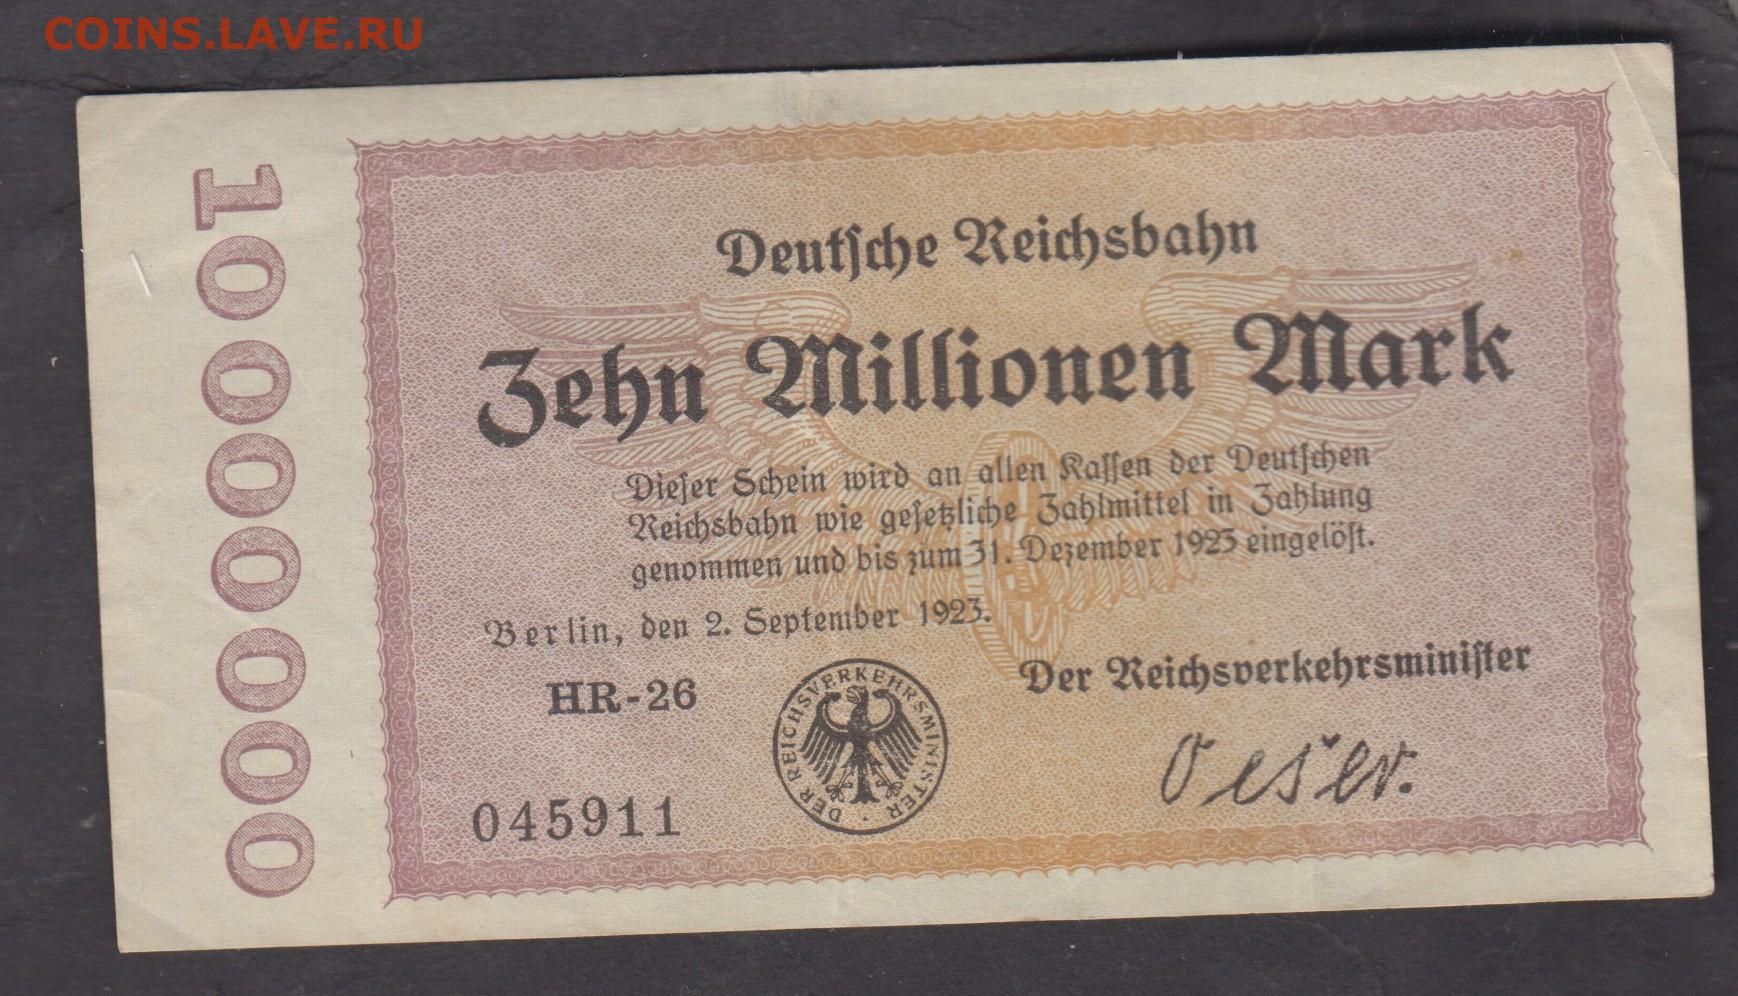 COINS.LAVE.RU
10000000
Deutſche Reichsbahn
Zehn Millionen Mark
Dieſer Schein wird an allen Kaſſen der Deutſchen
Reichsbahn wie geſetzliche Zahlmittel in Zahlung
genommen und bis zum 31. Dezember 1923 eingelöſt.
Berlin, den 2. September 1923.
HR-26
Der Reichsverkehrsminiſter
DER REICHSVERKEHRSMINISTER
Oeser.
045911